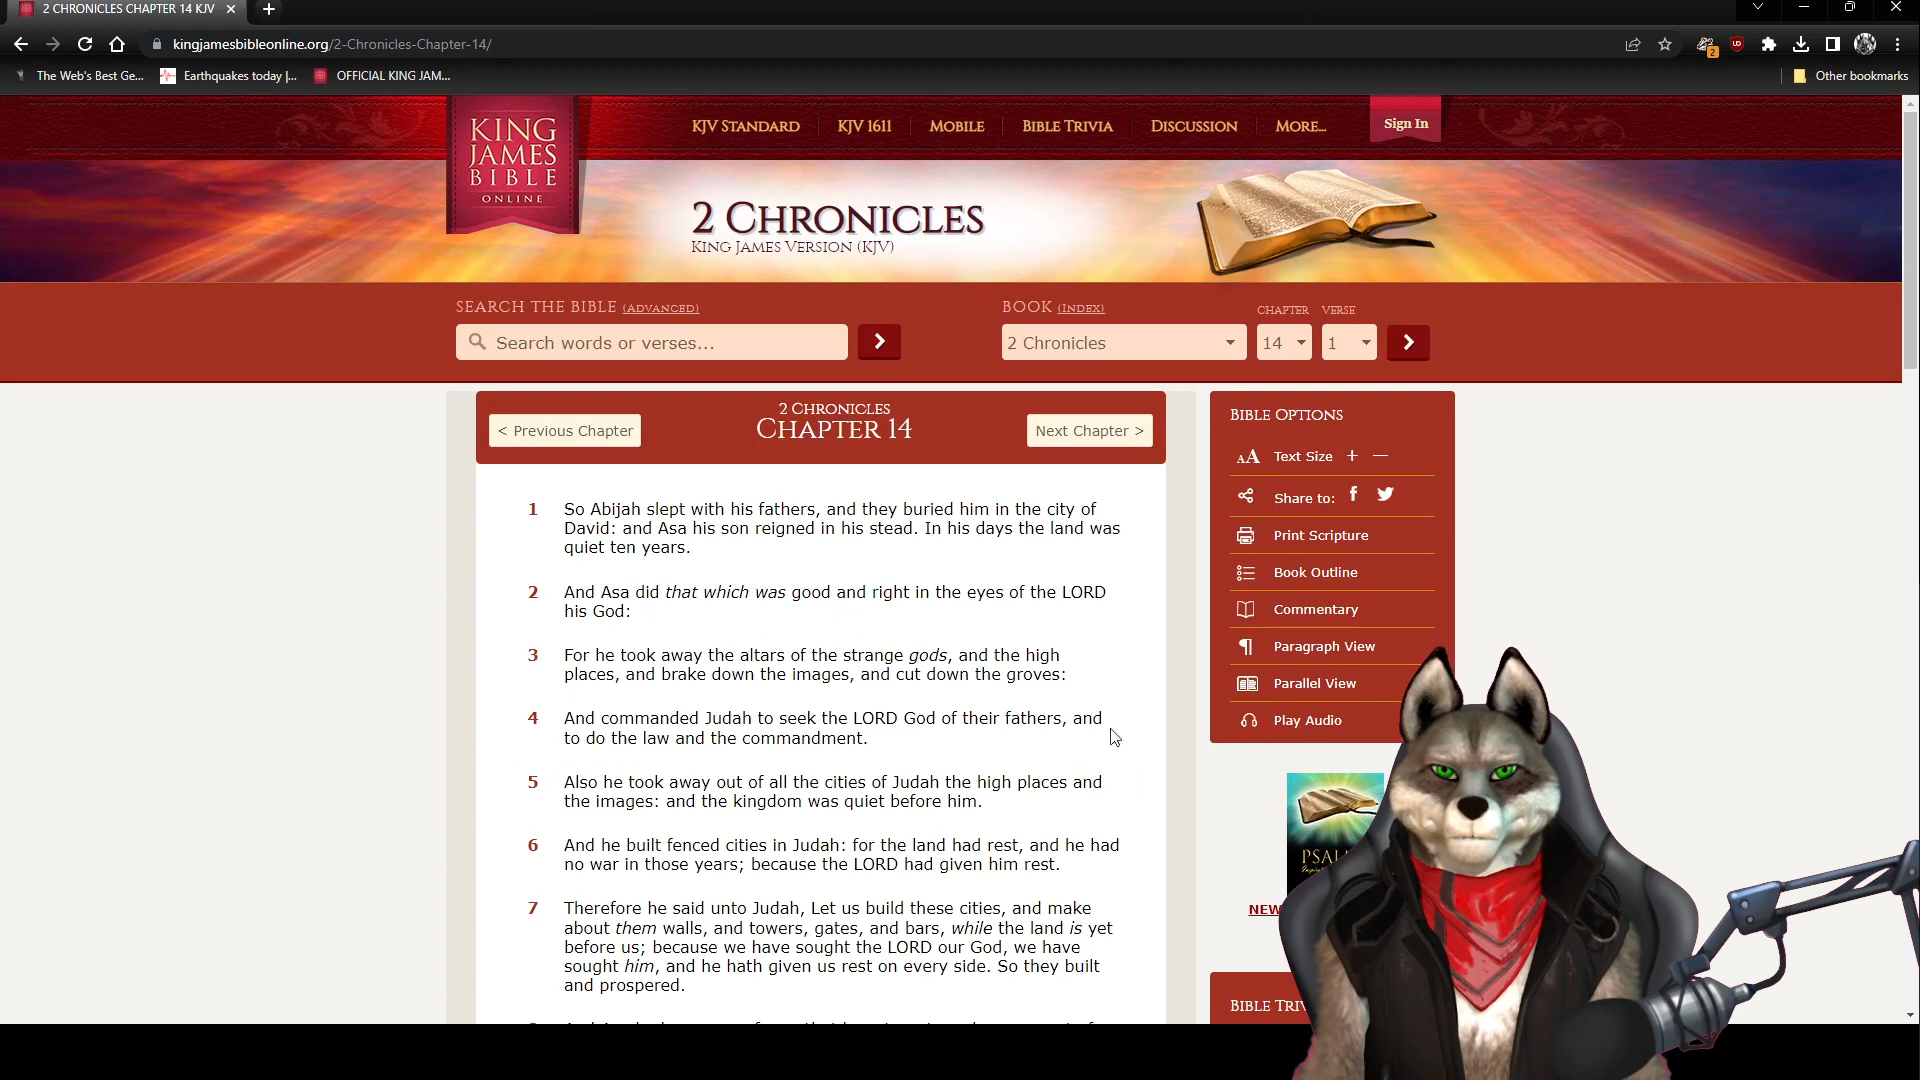 2 CHRONICLES CHAPTER 14 KJV
kingjamesbibleonline.org/2-Chronicles-Chapter-14/
2
The Web's Best Ge...
Earthquakes today |...
OFFICIAL KING JAM...
Other bookmarks
KING
JAMES
BIBLE
ONLINE
KJV STANDARD
KJV 1611
MOBILE
BIBLE TRIVIA
DISCUSSION
MORE...
Sign In
2 CHRONICLES
KING JAMES VERSION (KJV)
SEARCH THE BIBLE (ADVANCED)
Search words or verses...
BOOK (INDEX)
CHAPTER
VERSE
2 Chronicles
14
1
< Previous Chapter
2 CHRONICLES
CHAPTER 14
Next Chapter >
1 So Abijah slept with his fathers, and they buried him in the city of
David: and Asa his son reigned in his stead. In his days the land was
quiet ten years.
2 And Asa did that which was good and right in the eyes of the LORD
his God:
3 For he took away the altars of the strange gods, and the high
places, and brake down the images, and cut down the groves:
4 And commanded Judah to seek the LORD God of their fathers, and
to do the law and the commandment.
5 Also he took away out of all the cities of Judah the high places and
the images: and the kingdom was quiet before him.
6 And he built fenced cities in Judah: for the land had rest, and he had
no war in those years; because the LORD had given him rest.
7 Therefore he said unto Judah, Let us build these cities, and make
about them walls, and towers, gates, and bars, while the land is yet
before us; because we have sought the LORD our God, we have
sought him, and he hath given us rest on every side. So they built
and prospered.
BIBLE OPTIONS
AA Text Size + —
Share to:
Print Scripture
Book Outline
Commentary
Paragraph View
Parallel View
Play Audio
PSAL
NEW
BIBLE TRIV